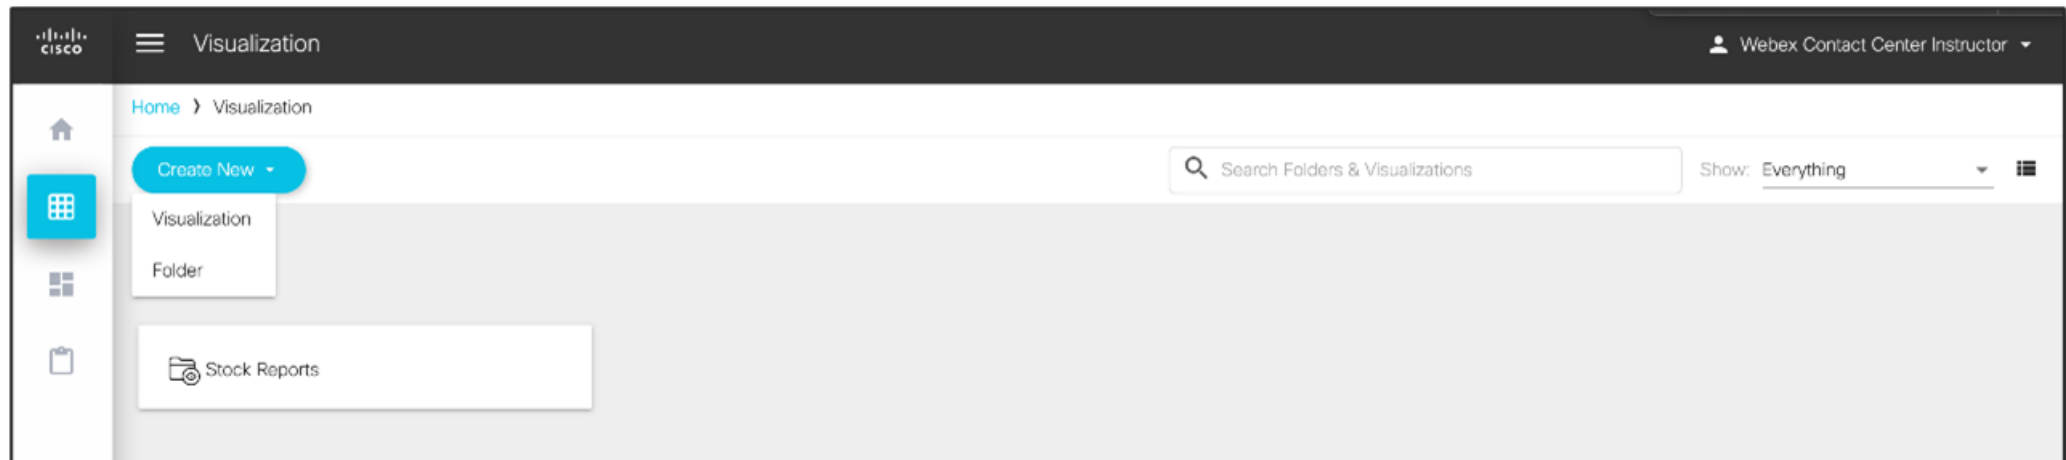 cisco
Visualization
Webex Contact Center Instructor
Home > Visualization
Create New
Search Folders & Visualizations
Show: Everything
Visualization
Folder
Stock Reports